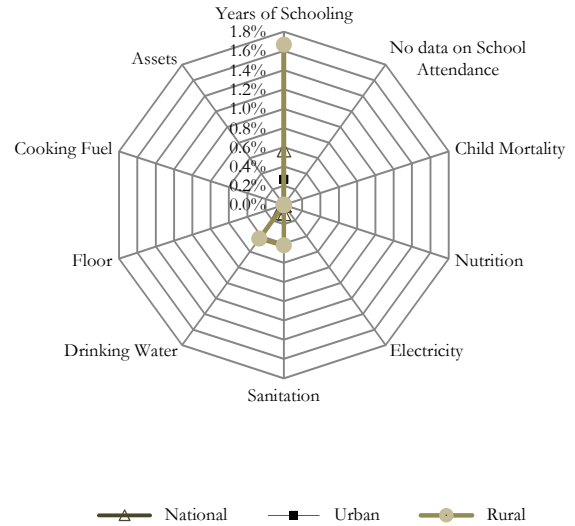 Years of Schooling
1.8%
1.6%
1.4%
1.2%
1.0%
0.8%
0.6%
0.4%
0.2%
0.0%
No data on School
Attendance
Assets
Child Mortality
Cooking Fuel
Nutrition
Floor
Electricity
Drinking Water
Sanitation
National Urban Rural